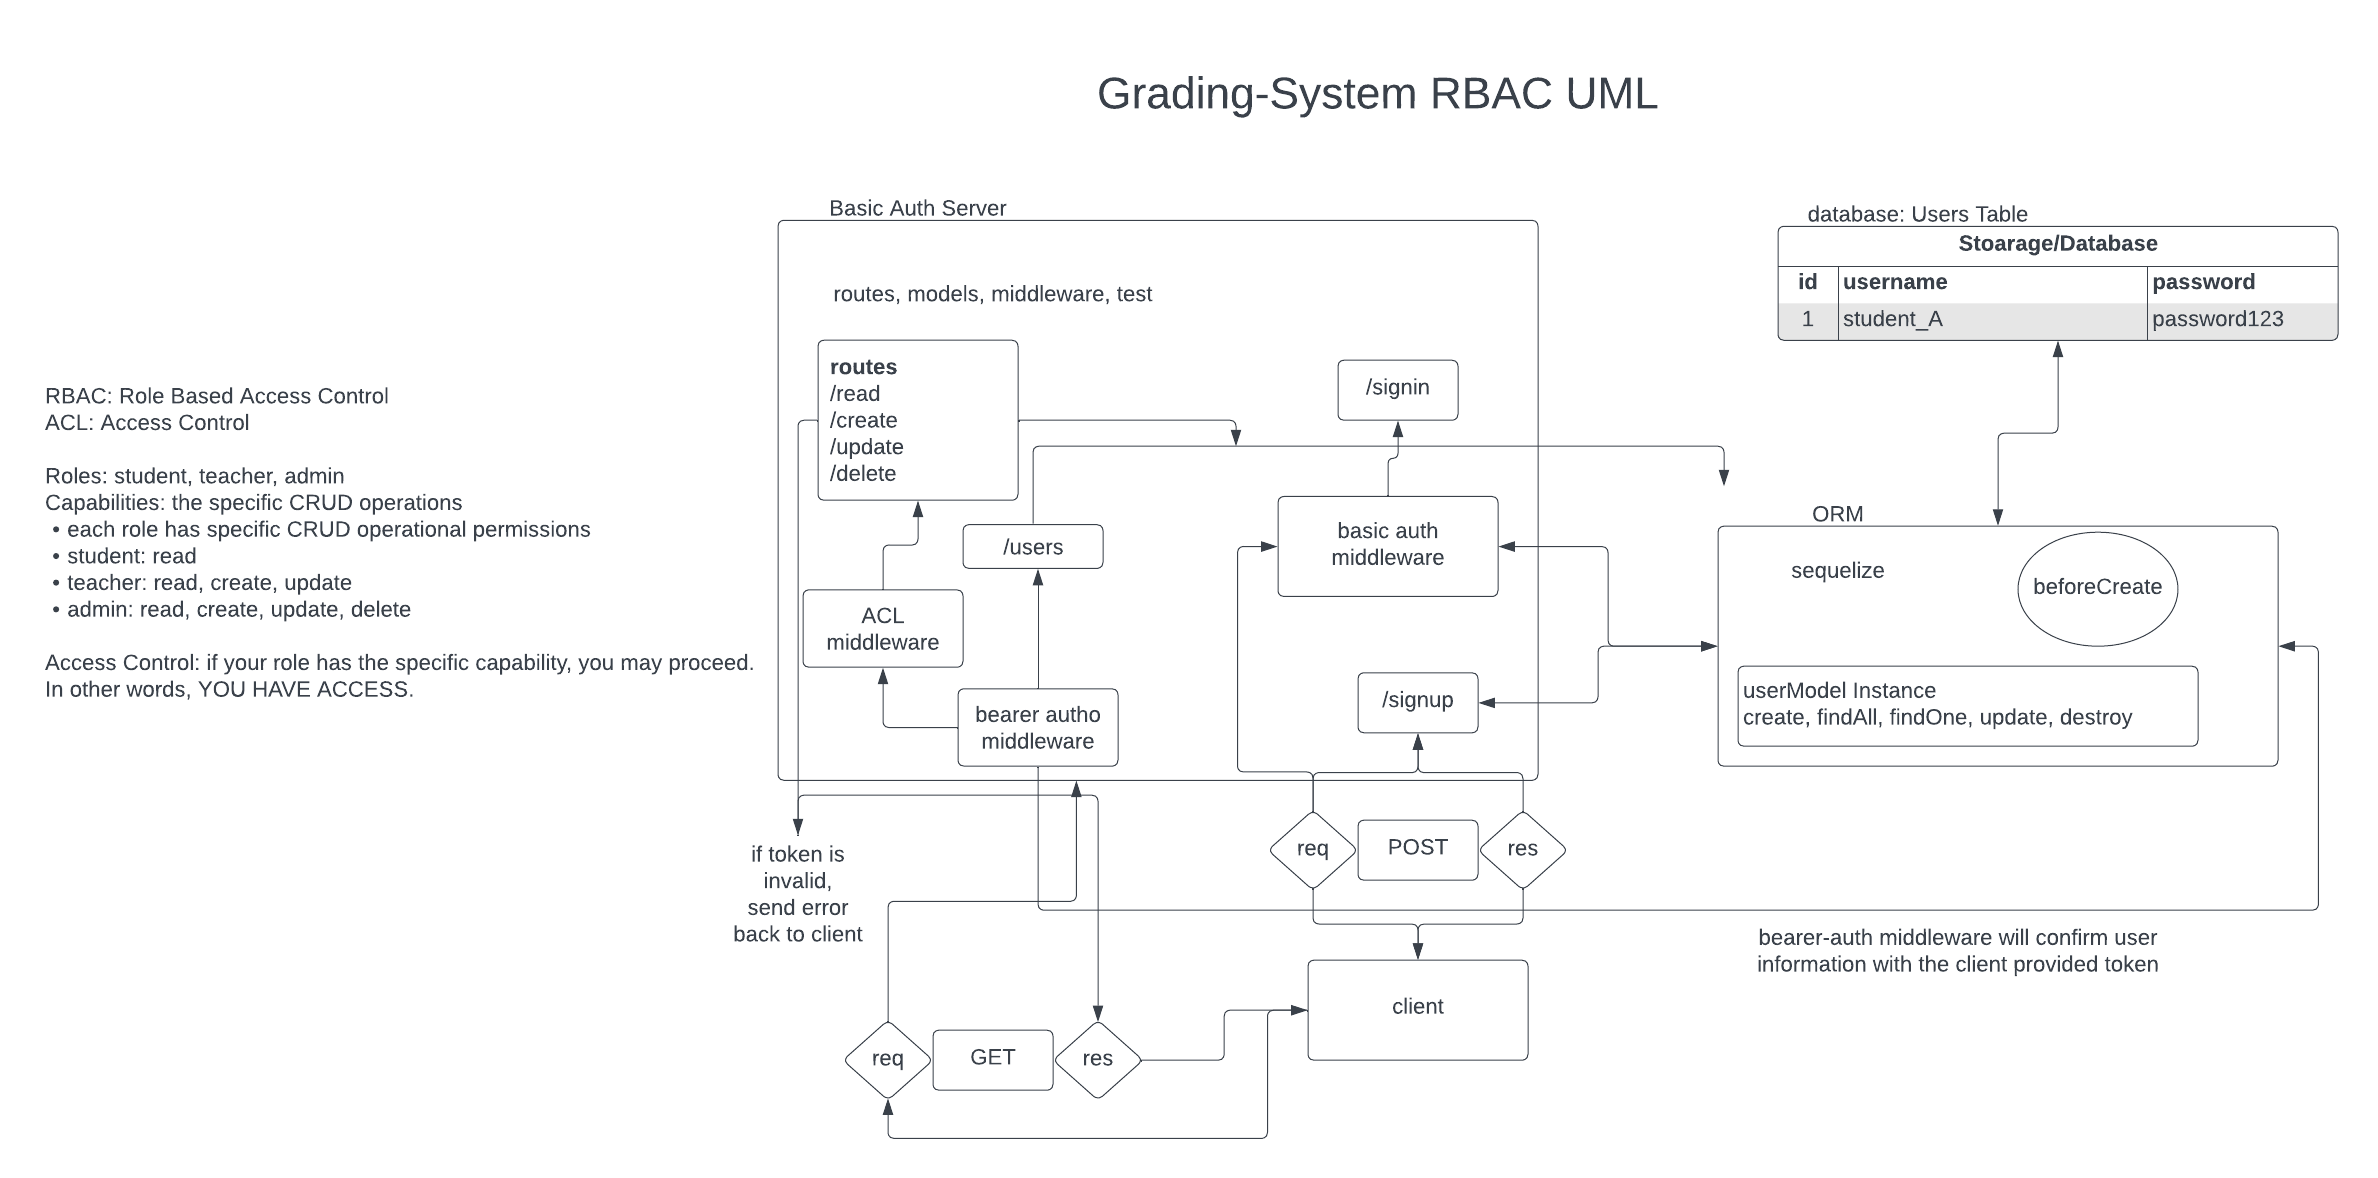 Grading-System RBAC UML
Basic Auth Server
routes, models, middleware, test
routes
/read
/create
/update
/delete
/users
ACL
middleware
bearer autho
middleware
/signin
basic auth
middleware
/signup
database: Users Table
Stoarage/Database
id username password
1 student_A password123
ORM
sequelize
beforeCreate
userModel Instance
create, findAll, findOne, update, destroy
RBAC: Role Based Access Control
ACL: Access Control
Roles: student, teacher, admin
Capabilities: the specific CRUD operations
• each role has specific CRUD operational permissions
• student: read
• teacher: read, create, update
• admin: read, create, update, delete
Access Control: if your role has the specific capability, you may proceed.
In other words, YOU HAVE ACCESS.
if token is
invalid,
send error
back to client
req
POST
res
bearer-auth middleware will confirm user
information with the client provided token
client
req
GET
res